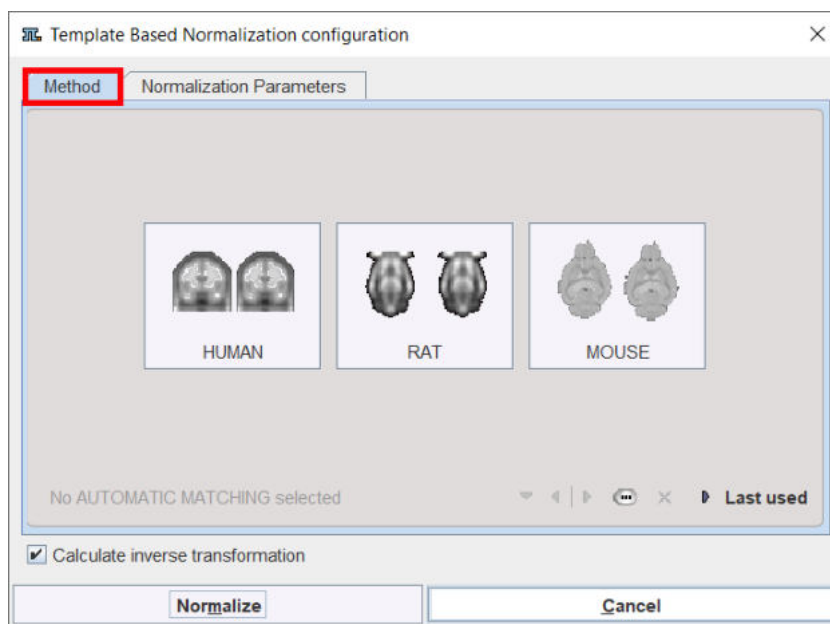 Template Based Normalization configuration
Method
Normalization Parameters
HUMAN
RAT
MOUSE
No AUTOMATIC MATCHING selected
Last used
Calculate inverse transformation
Normalize
Cancel